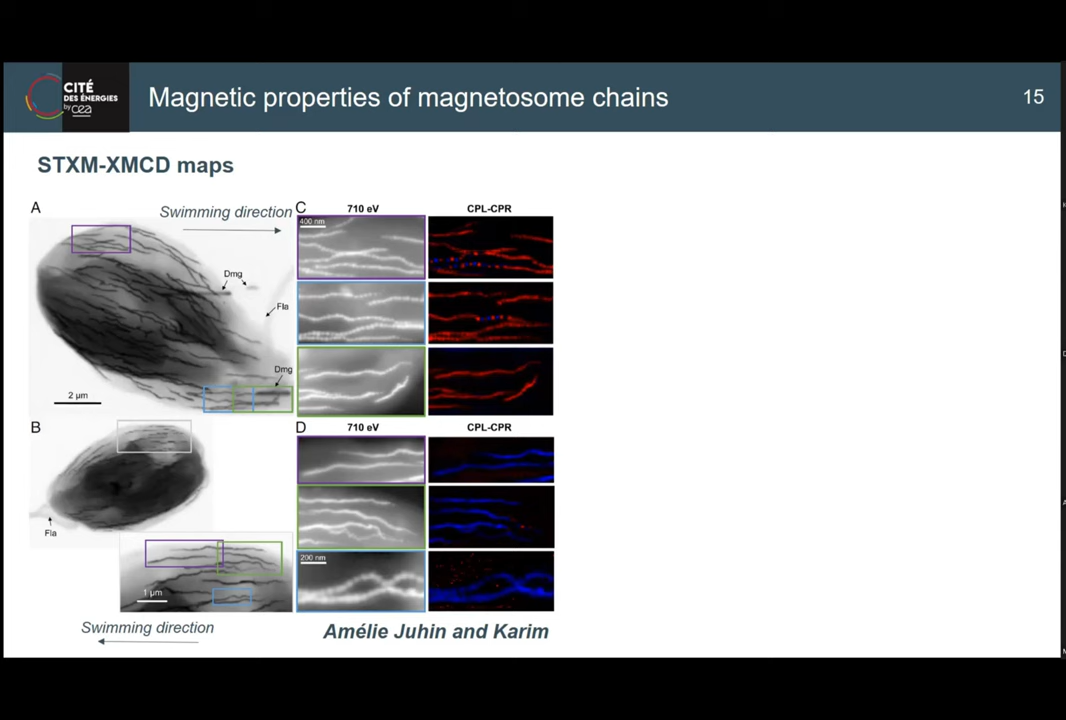 CITÉ
DES ÉNERGIES
by cea
Magnetic properties of magnetosome chains
15
STXM-XMCD maps
A
Swimming direction
Dmg
Fla
Dmg
2 µm
C
710 eV
CPL-CPR
400 nm
B
Fla
1 µm
Swimming direction
D
710 eV
CPL-CPR
200 nm
Amélie Juhin and Karim